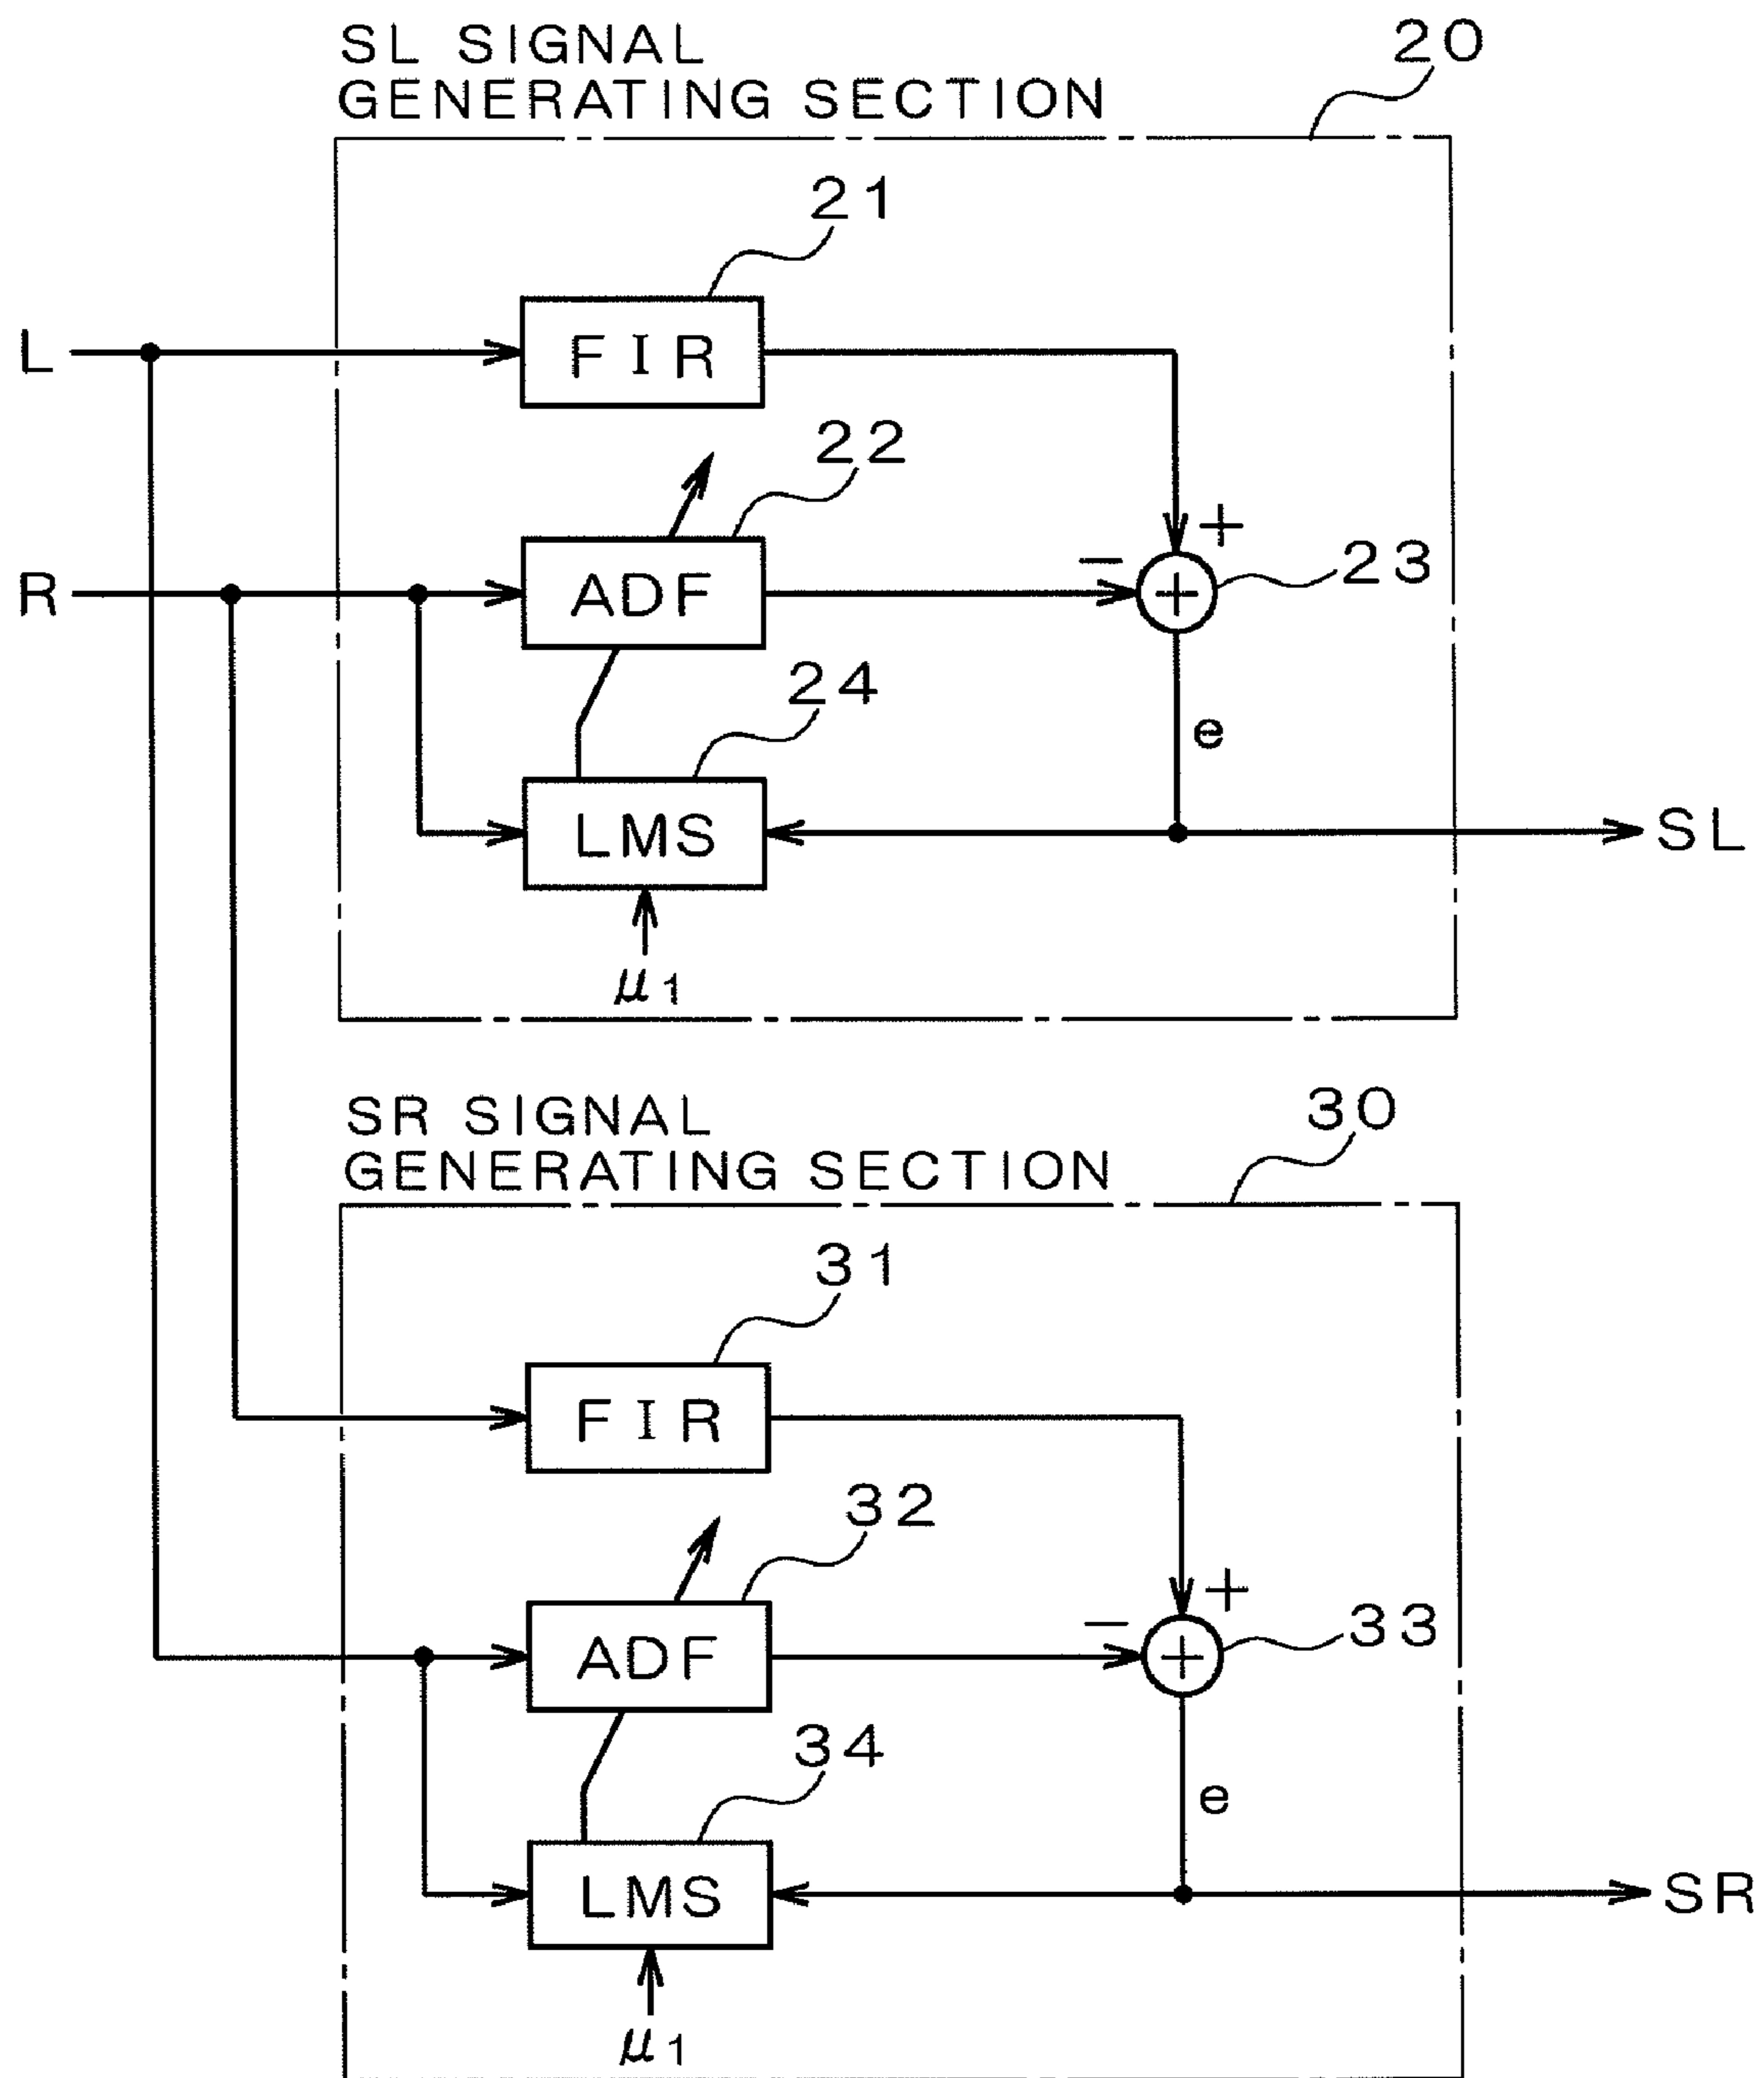 SL SIGNAL
GENERATING SECTION
20
21
L
FIR
22
+
−
23
R
ADF
+
24
e
LMS
SL
μ1
SR SIGNAL
GENERATING SECTION
30
31
FIR
32
+
−
33
ADF
+
34
e
LMS
SR
μ1